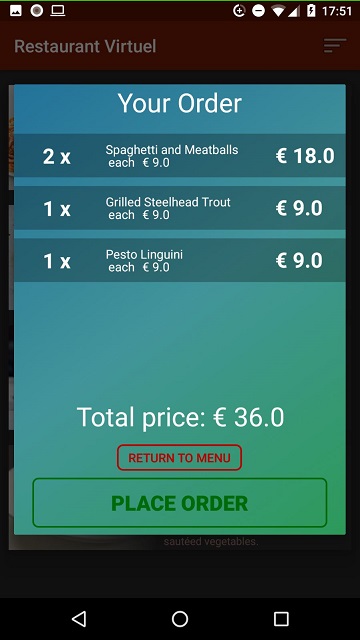 17:51
Restaurant Virtuel
Your Order
2 x
Spaghetti and Meatballs
each € 9.0
€ 18.0
1 x
Grilled Steelhead Trout
each € 9.0
€ 9.0
1 x
Pesto Linguini
each € 9.0
€ 9.0
Total price: € 36.0
RETURN TO MENU
PLACE ORDER
sautéed vegetables.